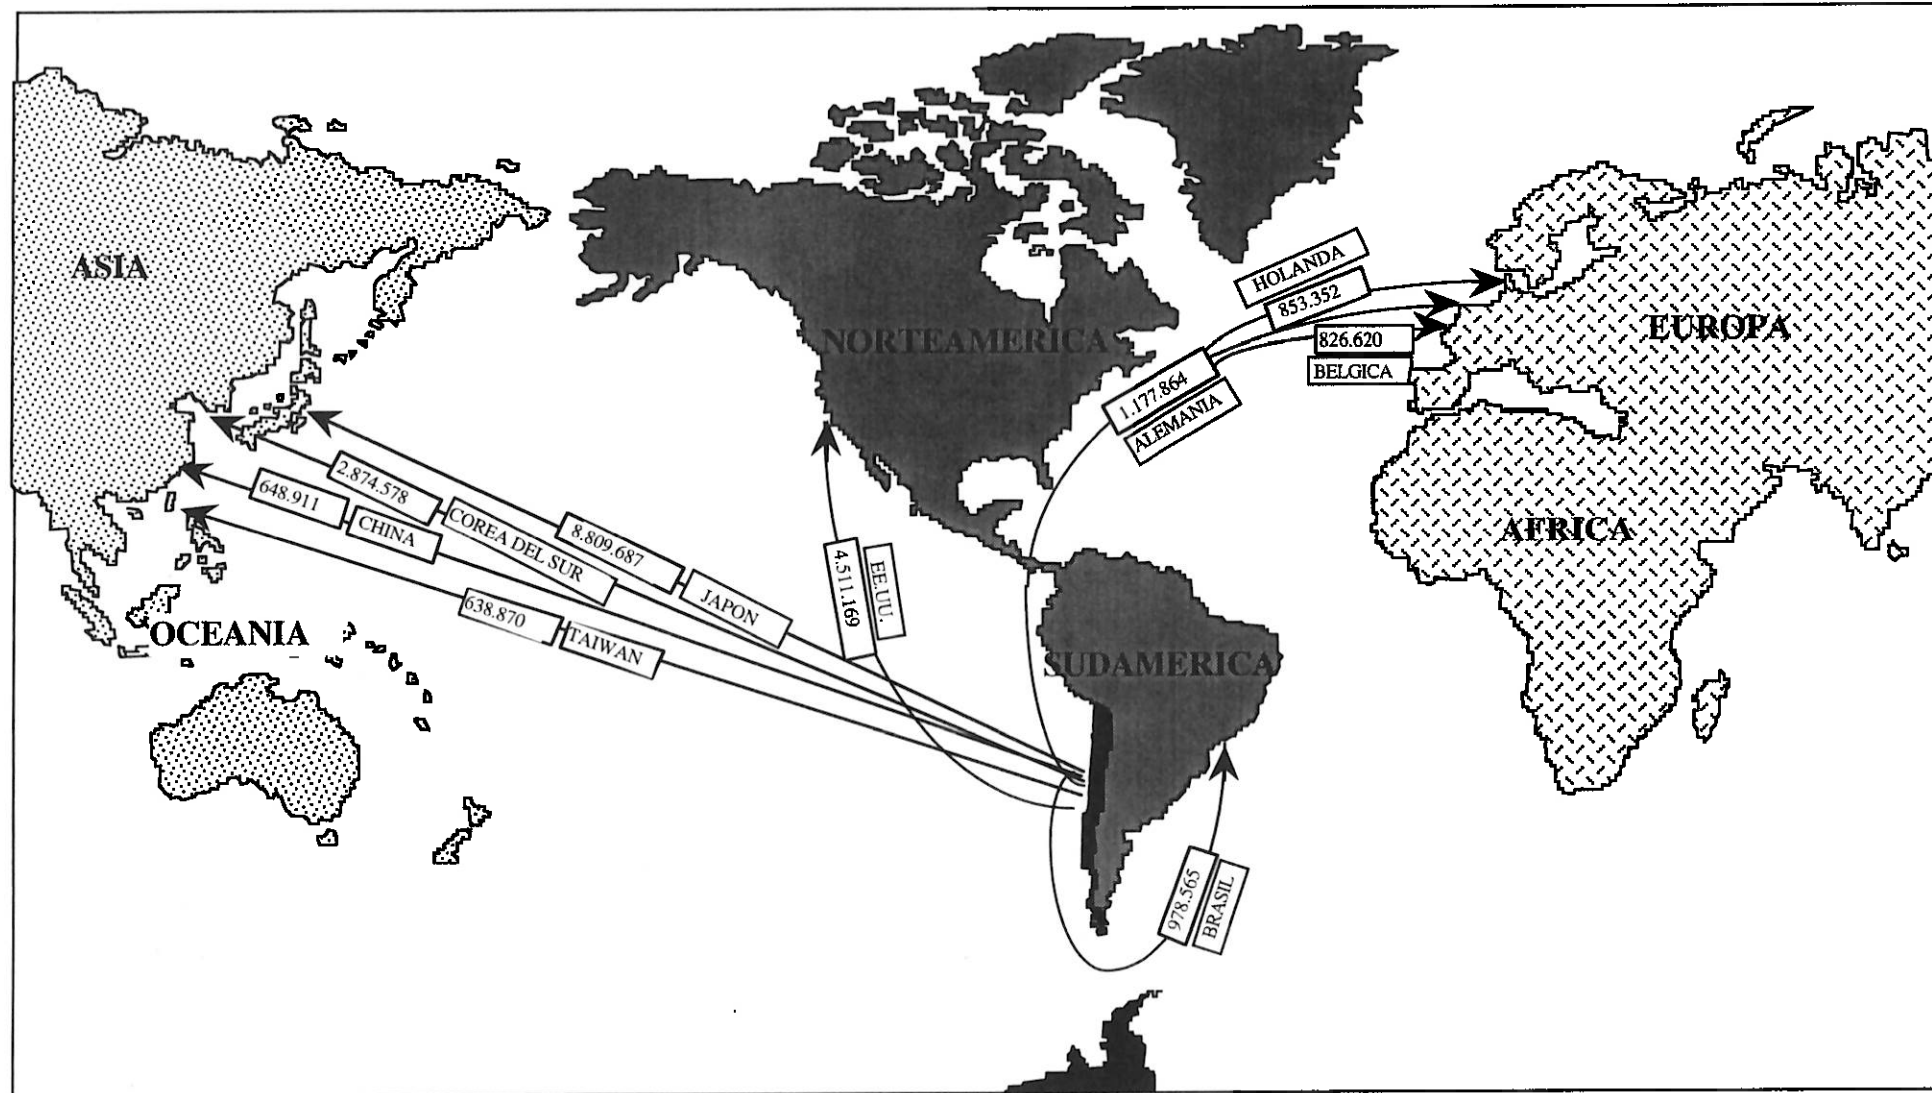 ASIA
NORTEAMERICA
HOLANDA
853.352
EUROPA
826.620
BELGICA
1.177.864
ALEMANIA
2.874.578
COREA DEL SUR
648.911
CHINA
8.809.687
JAPON
638.870
TAIWAN
EE.UU.
4.511.169
AFRICA
OCEANIA
SUDAMERICA
978.565
BRASIL